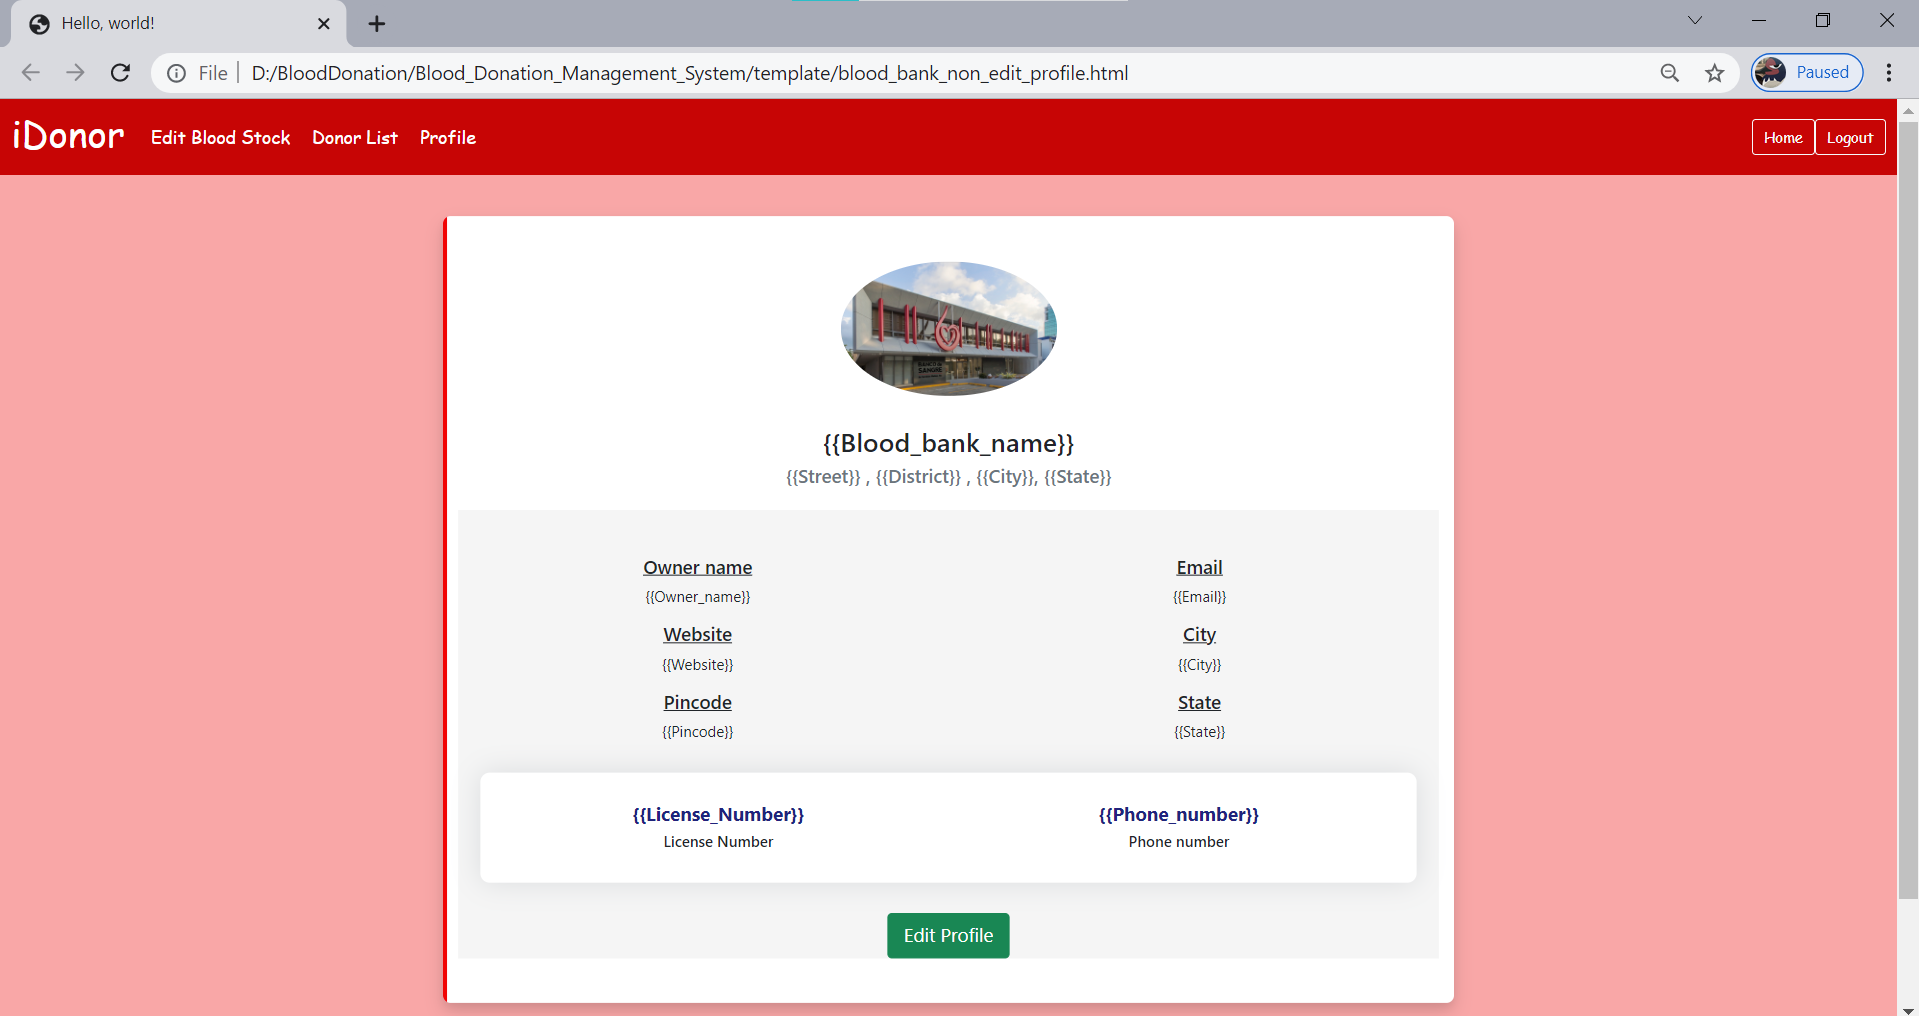 Hello, world!
File | D:/BloodDonation/Blood_Donation_Management_System/template/blood_bank_non_edit_profile.html
Paused
iDonor Edit Blood Stock Donor List Profile Home Logout
SANGRE
{{Blood_bank_name}}
{{Street}} , {{District}} , {{City}}, {{State}}
Owner name Email
{{Owner_name}} {{Email}}
Website City
{{Website}} {{City}}
Pincode State
{{Pincode}} {{State}}
{{License_Number}} {{Phone_number}}
License Number Phone number
Edit Profile